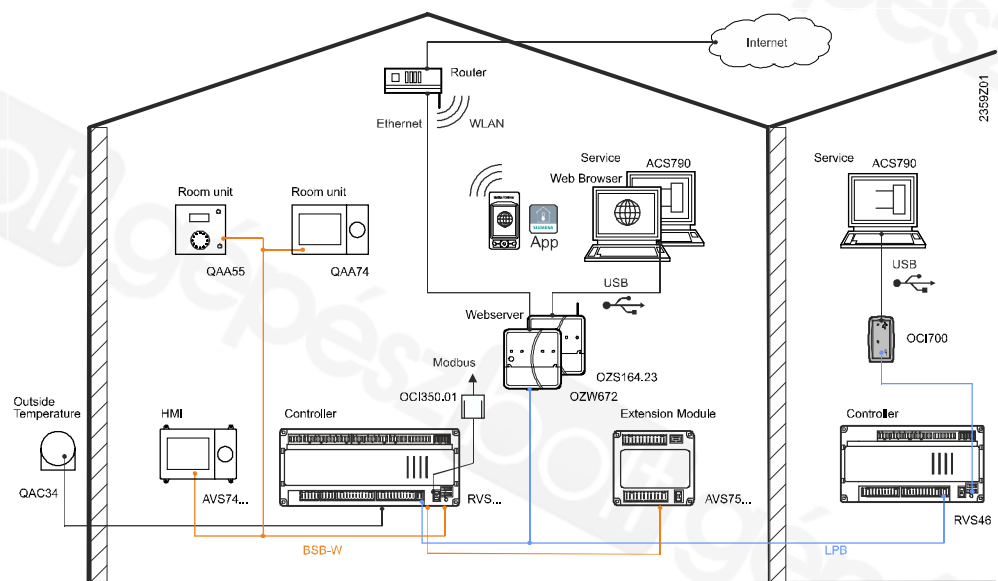 Internet
Router
2359Z01
Ethernet
WLAN
Service
ACS790
Service
ACS790
Web Browser
Room unit
Room unit
SIEMENS
App
QAA55
QAA74
USB
USB
Webserver
OCI700
Modbus
OZS164.23
OCI350.01
OZW672
Outside
Temperature
HMI
Controller
Extension Module
Controller
QAC34
AVS74...
RVS...
AVS75...
RVS46
BSB-W
LPB
gépészbolt